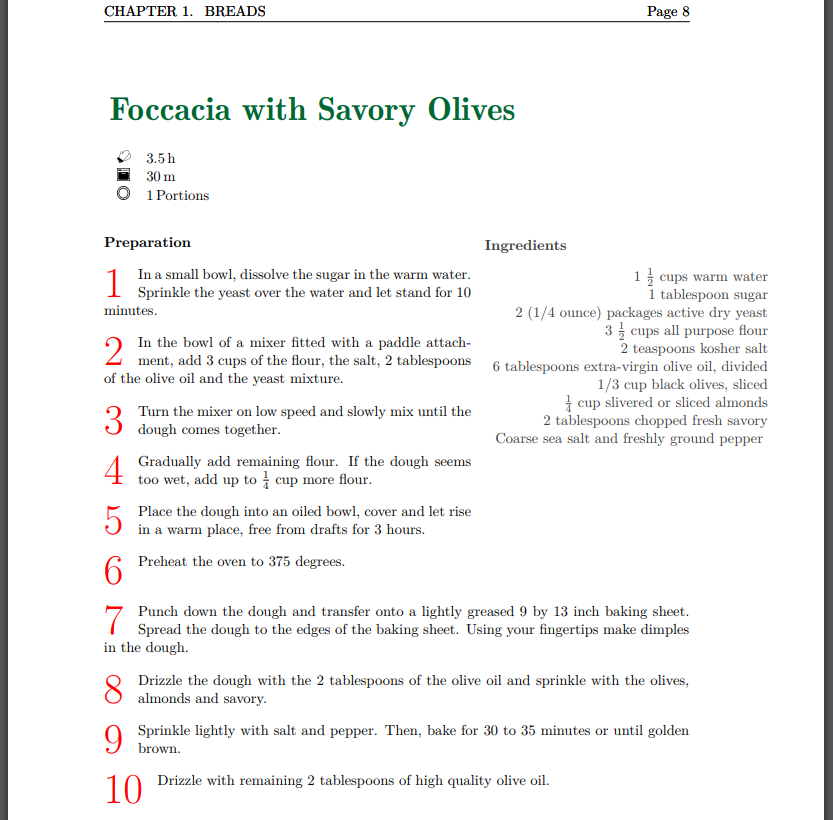 CHAPTER 1. BREADS Page 8
Foccacia with Savory Olives
3.5 h
30 m
1 Portions
Preparation
1 In a small bowl, dissolve the sugar in the warm water.
Sprinkle the yeast over the water and let stand for 10
minutes.
2 In the bowl of a mixer fitted with a paddle attach-
ment, add 3 cups of the flour, the salt, 2 tablespoons
of the olive oil and the yeast mixture.
3 Turn the mixer on low speed and slowly mix until the
dough comes together.
4 Gradually add remaining flour. If the dough seems
too wet, add up to 1/4 cup more flour.
5 Place the dough into an oiled bowl, cover and let rise
in a warm place, free from drafts for 3 hours.
6 Preheat the oven to 375 degrees.
Ingredients
1 1/2 cups warm water
1 tablespoon sugar
2 (1/4 ounce) packages active dry yeast
3 1/2 cups all purpose flour
2 teaspoons kosher salt
6 tablespoons extra-virgin olive oil, divided
1/3 cup black olives, sliced
1/4 cup slivered or sliced almonds
2 tablespoons chopped fresh savory
Coarse sea salt and freshly ground pepper
7 Punch down the dough and transfer onto a lightly greased 9 by 13 inch baking sheet.
Spread the dough to the edges of the baking sheet. Using your fingertips make dimples
in the dough.
8 Drizzle the dough with the 2 tablespoons of the olive oil and sprinkle with the olives,
almonds and savory.
9 Sprinkle lightly with salt and pepper. Then, bake for 30 to 35 minutes or until golden
brown.
10 Drizzle with remaining 2 tablespoons of high quality olive oil.